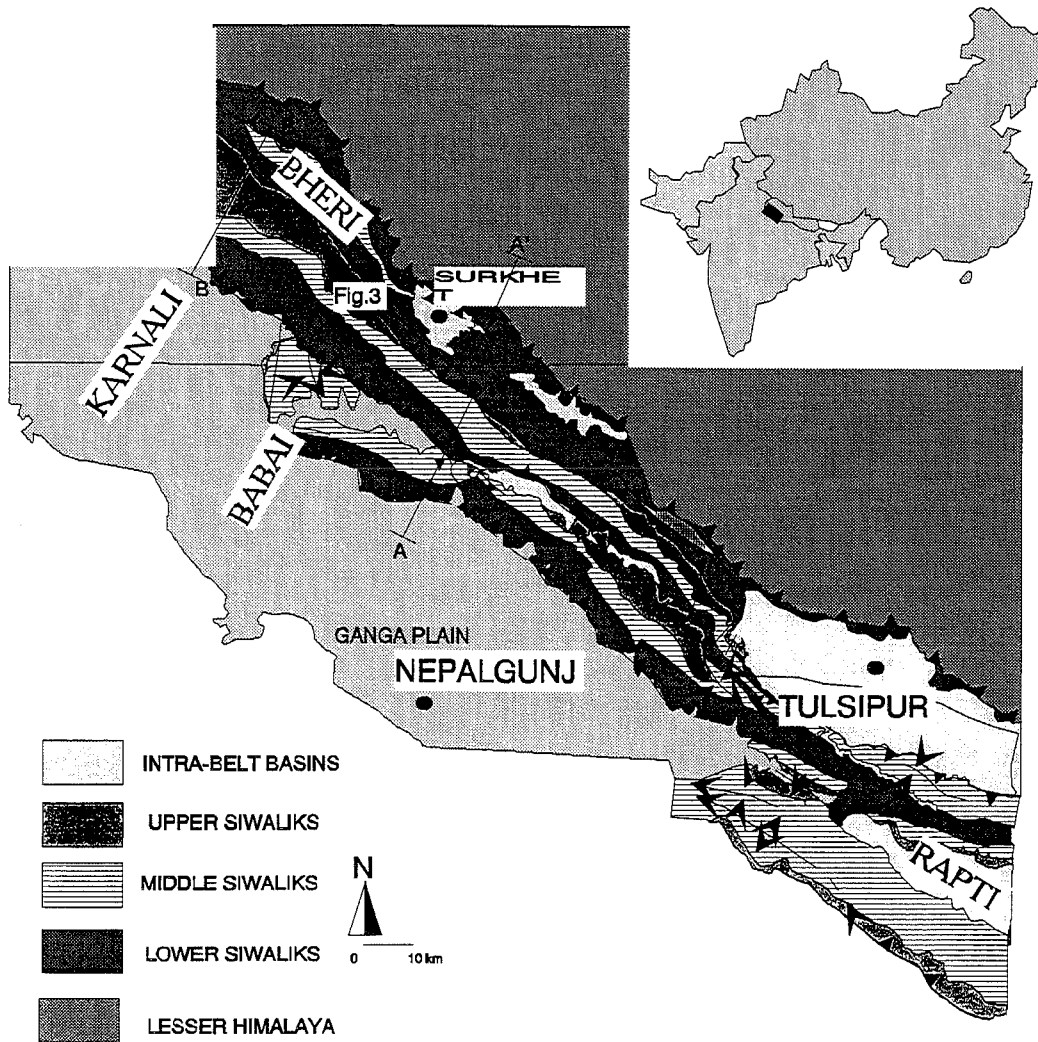 BHERI
A'
SURKHE
T
B
Fig.3
KARNALI
BABAI
A
GANGA PLAIN
NEPALGUNJ
TULSIPUR
RAPTI
INTRA-BELT BASINS
UPPER SIWALIKS
MIDDLE SIWALIKS
LOWER SIWALIKS
LESSER HIMALAYA
N
0 10 km